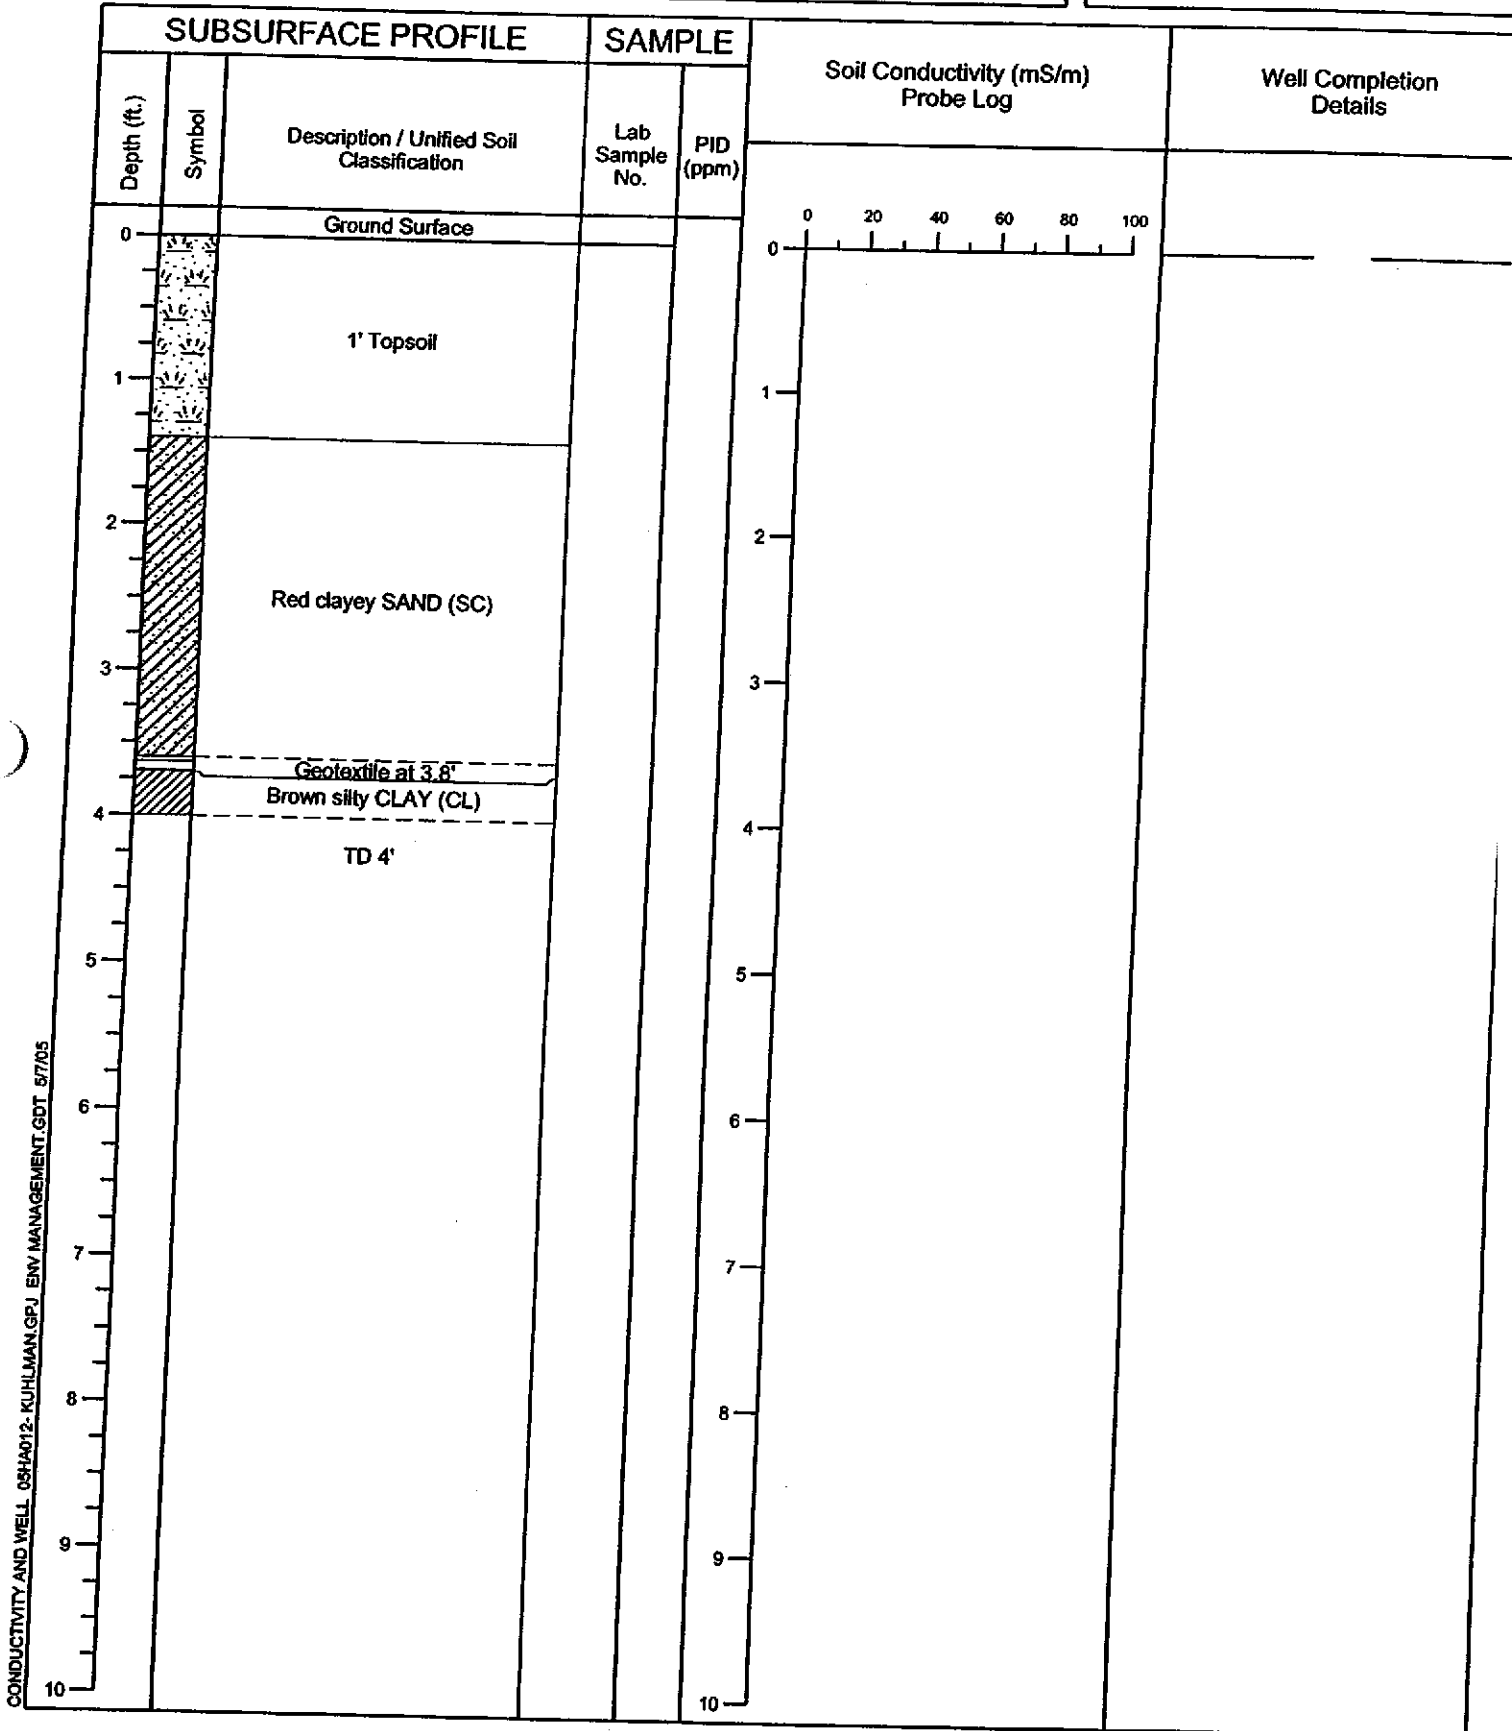 SUBSURFACE PROFILE
SAMPLE
Soil Conductivity (mS/m)
Probe Log
Well Completion
Details
Depth (ft.)
Symbol
Description / Unified Soil
Classification
Lab
Sample
No.
PID
(ppm)
Ground Surface
0 20 40 60 80 100
0
0
1' Topsoil
1
1
2
2
Red clayey SAND (SC)
3
3
Geotextile at 3.8'
Brown silty CLAY (CL)
4
4
TD 4'
5
5
6
6
7
7
8
8
9
9
10
10
CONDUCTIVITY AND WELL 05HA012- KUHLMAN.GPJ ENV MANAGEMENT.GDT 5/7/05